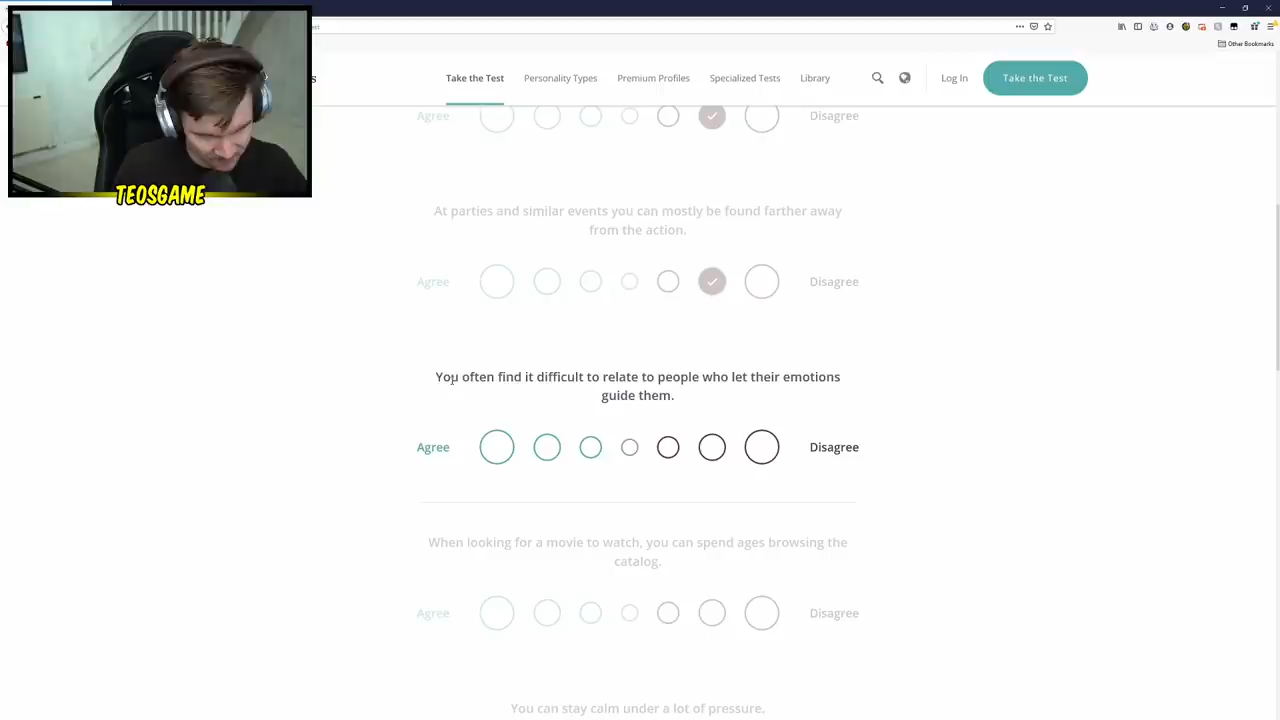 s
Take the Test Personality Types Premium Profiles Specialized Tests Library Log In Take the Test
Other Bookmarks
TEOSGAME
Agree Disagree
At parties and similar events you can mostly be found farther away
from the action.
Agree Disagree
You often find it difficult to relate to people who let their emotions
guide them.
Agree Disagree
When looking for a movie to watch, you can spend ages browsing the
catalog.
Agree Disagree
You can stay calm under a lot of pressure.